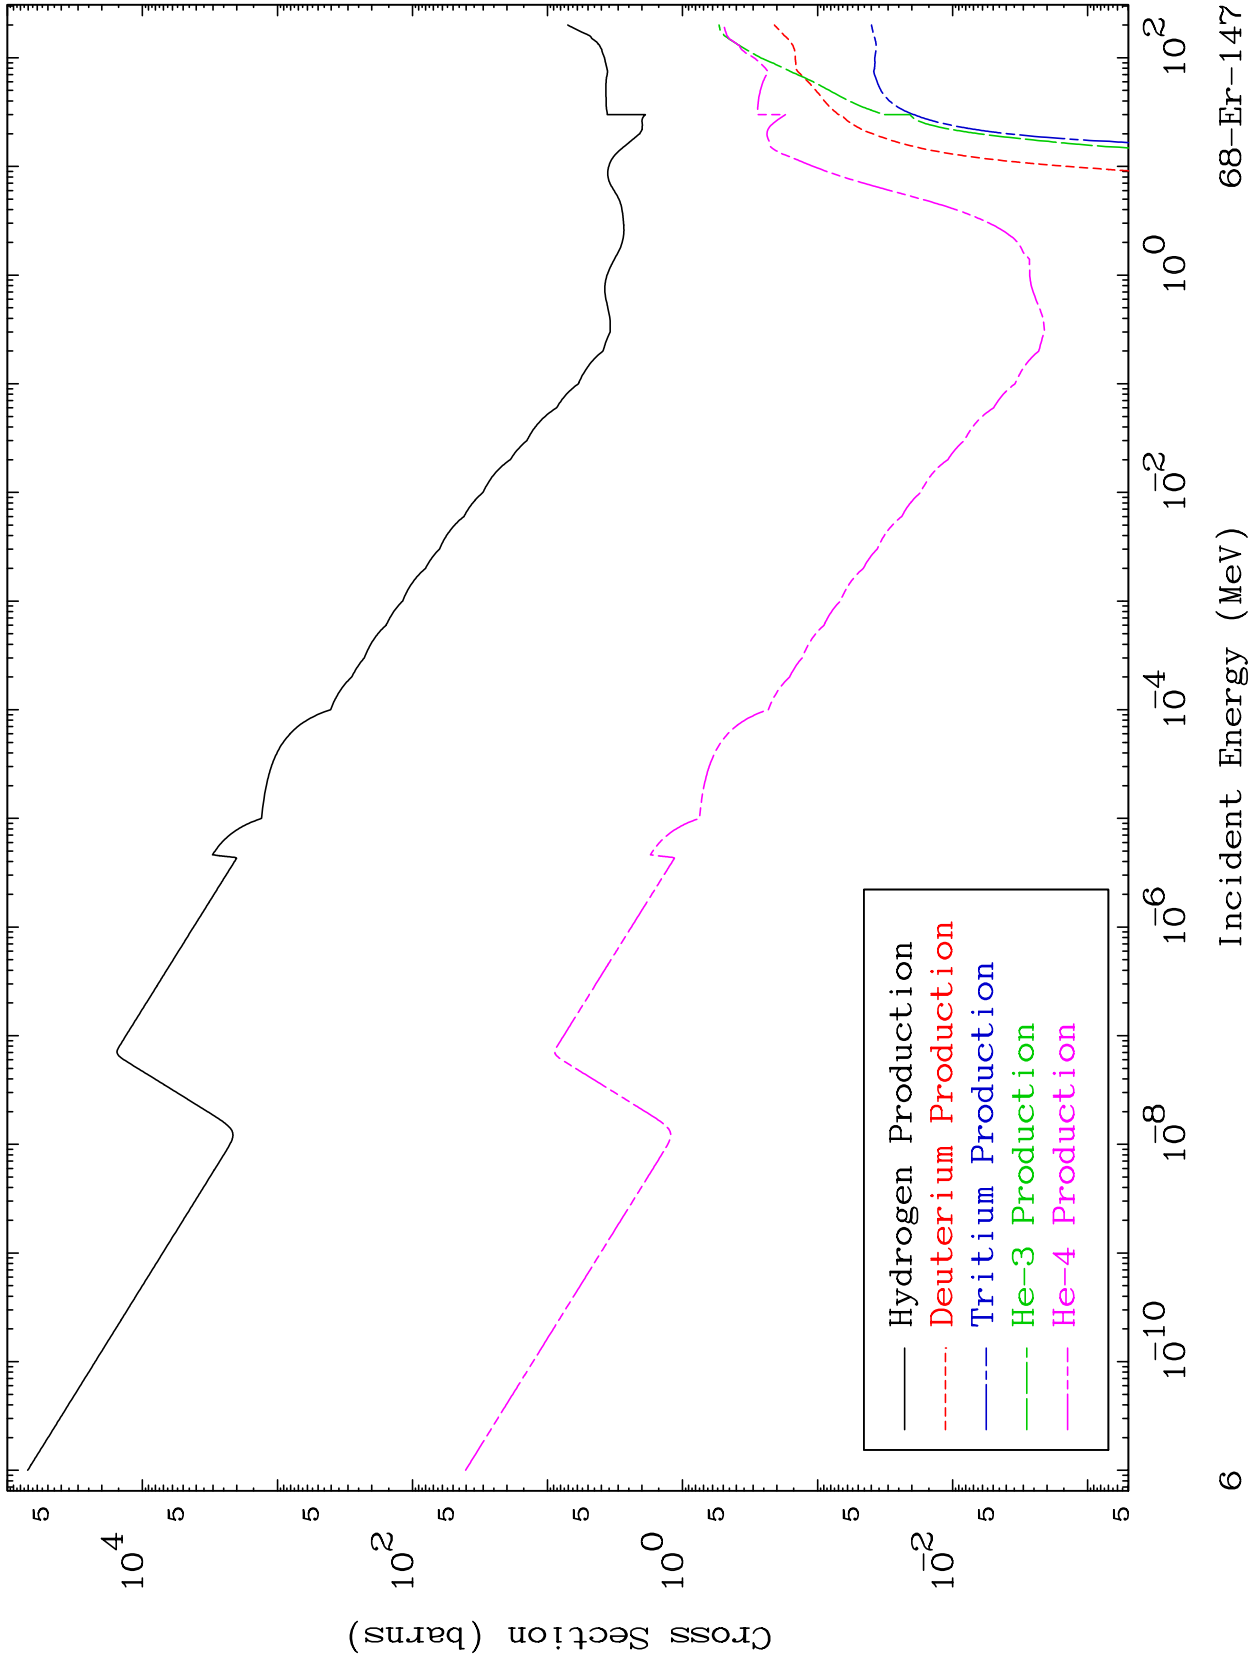 Cross Section (barns)
10^4
10^2
10^0
10^-2
5
5
5
5
5
5
5
5
5
Hydrogen Production
Deuterium Production
Tritium Production
He-3 Production
He-4 Production
10^-10
10^-8
10^-6
10^-4
10^-2
10^0
10^2
6
Incident Energy (MeV)
68-Er-147